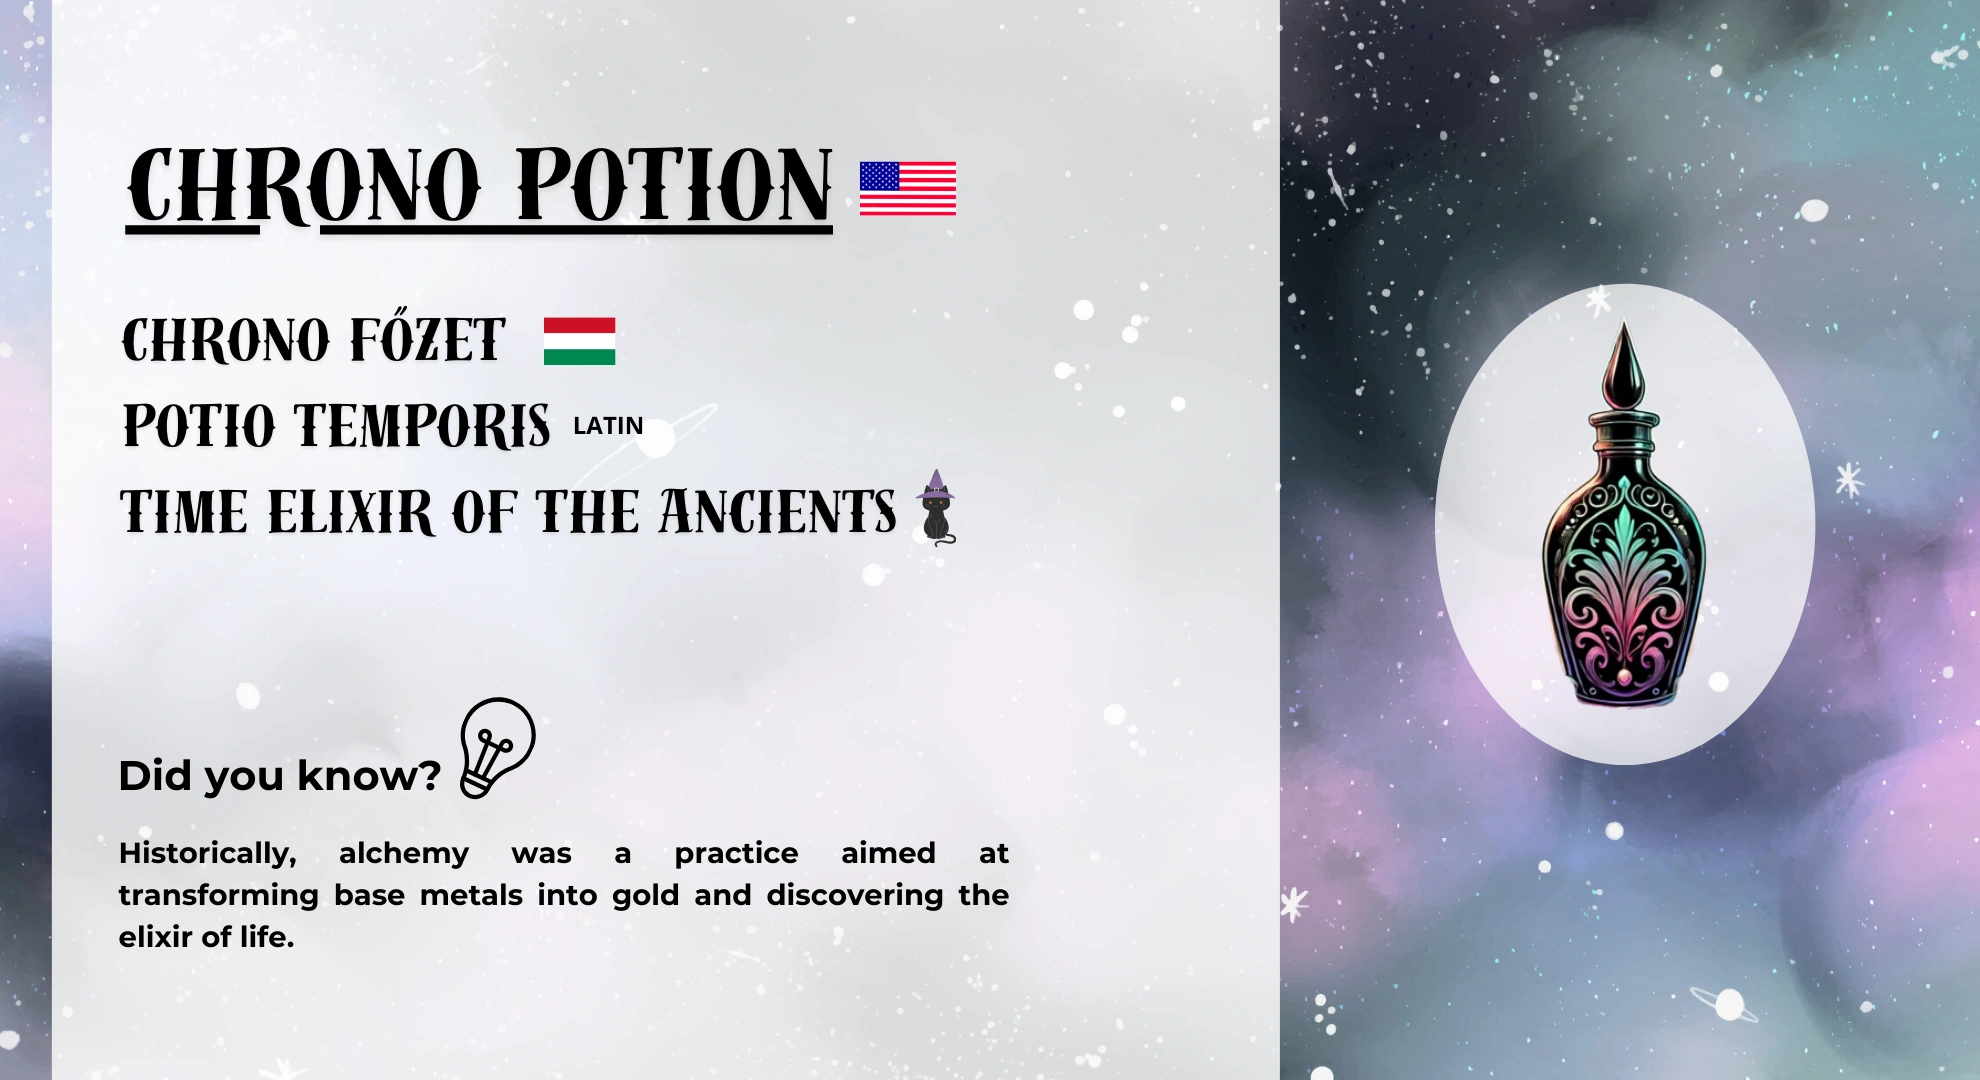 CHRONO POTION
CHRONO FŐZET
POTIO TEMPORIS LATIN
TIME ELIXIR OF THE ANCIENTS
Did you know?
Historically, alchemy was a practice aimed at
transforming base metals into gold and discovering the
elixir of life.